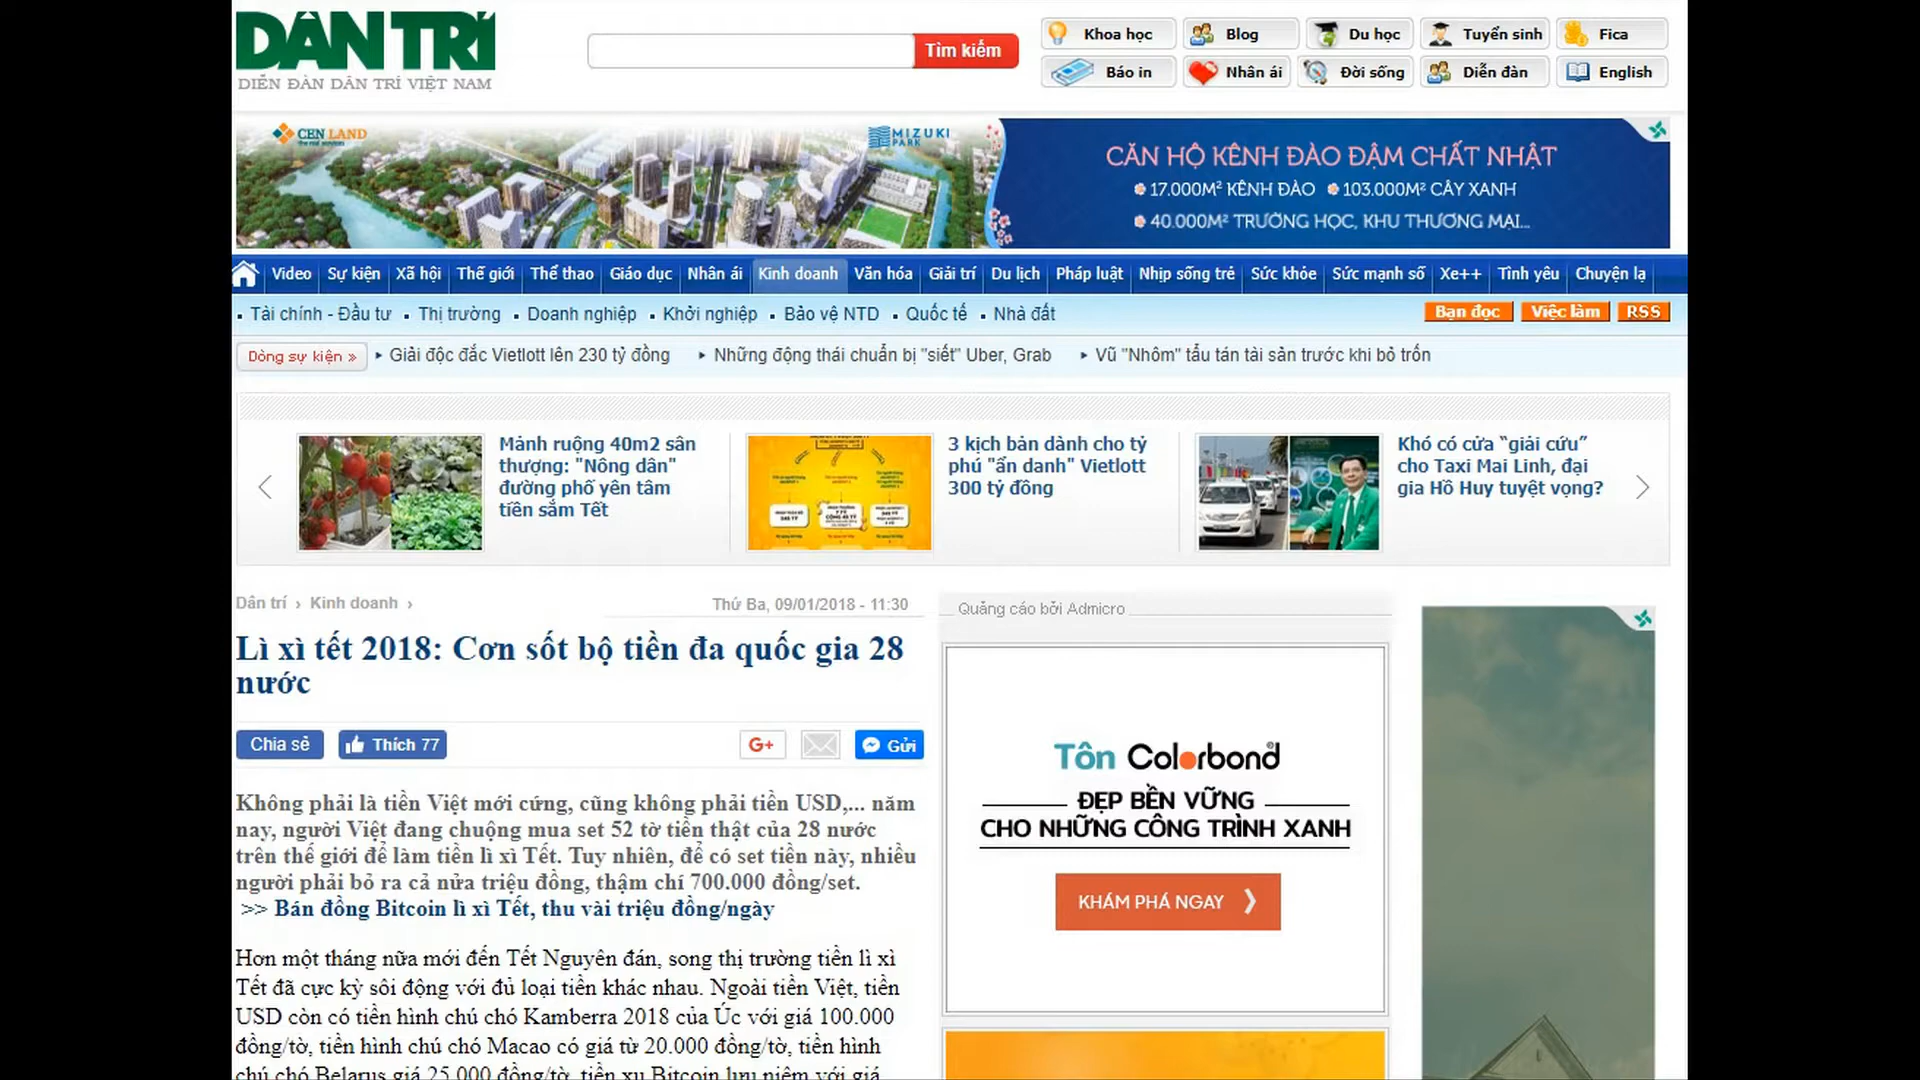 DÂN TRÍ
DIỄN ĐÀN DÂN TRÍ VIỆT NAM
Tìm kiếm
Khoa học
Blog
Du học
Tuyển sinh
Fica
Báo in
Nhân ái
Đời sống
Diễn đàn
English
CEN LAND
MIZUKI PARK
CĂN HỘ KÊNH ĐÀO ĐẬM CHẤT NHẬT
17.000M² KÊNH ĐÀO 103.000M² CÂY XANH
40.000M² TRƯỜNG HỌC, KHU THƯƠNG MẠI...
Video Sự kiện Xã hội Thế giới Thể thao Giáo dục Nhân ái Kinh doanh Văn hóa Giải trí Du lịch Pháp luật Nhịp sống trẻ Sức khỏe Sức mạnh số Xe++ Tình yêu Chuyện lạ
Tài chính - Đầu tư Thị trường Doanh nghiệp Khởi nghiệp Bảo vệ NTD Quốc tế Nhà đất
Bạn đọc Việc làm RSS
Dòng sự kiện » Giải độc đắc Vietlott lên 230 tỷ đồng Những động thái chuẩn bị "siết" Uber, Grab Vũ "Nhôm" tẩu tán tài sản trước khi bỏ trốn
Mảnh ruộng 40m2 sân
thượng: "Nông dân"
đường phố yên tâm
tiền sắm Tết
3 kịch bản dành cho tỷ
phú "ẩn danh" Vietlott
300 tỷ đồng
Khó có cửa “giải cứu”
cho Taxi Mai Linh, đại
gia Hồ Huy tuyệt vọng?
Dân trí › Kinh doanh ›
Thứ Ba, 09/01/2018 - 11:30
Lì xì tết 2018: Cơn sốt bộ tiền đa quốc gia 28
nước
Chia sẻ
Thích 77
G+
Gửi
Không phải là tiền Việt mới cứng, cũng không phải tiền USD,... năm
nay, người Việt đang chuộng mua set 52 tờ tiền thật của 28 nước
trên thế giới để làm tiền lì xì Tết. Tuy nhiên, để có set tiền này, nhiều
người phải bỏ ra cả nửa triệu đồng, thậm chí 700.000 đồng/set.
>> Bán đồng Bitcoin lì xì Tết, thu vài triệu đồng/ngày
Hơn một tháng nữa mới đến Tết Nguyên đán, song thị trường tiền lì xì
Tết đã cực kỳ sôi động với đủ loại tiền khác nhau. Ngoài tiền Việt, tiền
USD còn có tiền hình chú chó Kamberra 2018 của Úc với giá 100.000
đồng/tờ, tiền hình chú chó Macao có giá từ 20.000 đồng/tờ, tiền hình
chú chó Belarus giá 25.000 đồng/tờ, tiền xu Bitcoin lưu niệm với giá
Quảng cáo bởi Admicro
Tôn Colorbond
ĐẸP BỀN VỮNG
CHO NHỮNG CÔNG TRÌNH XANH
KHÁM PHÁ NGAY